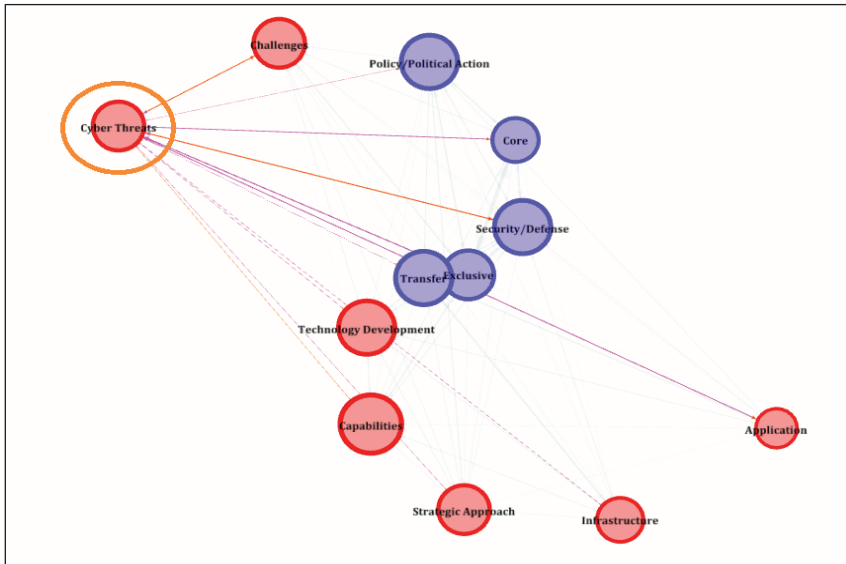 Challenges
Policy/Political Action
Cyber Threats
Core
Security/Defense
Transfer
Exclusive
Technology Development
Capabilities
Application
Strategic Approach
Infrastructure